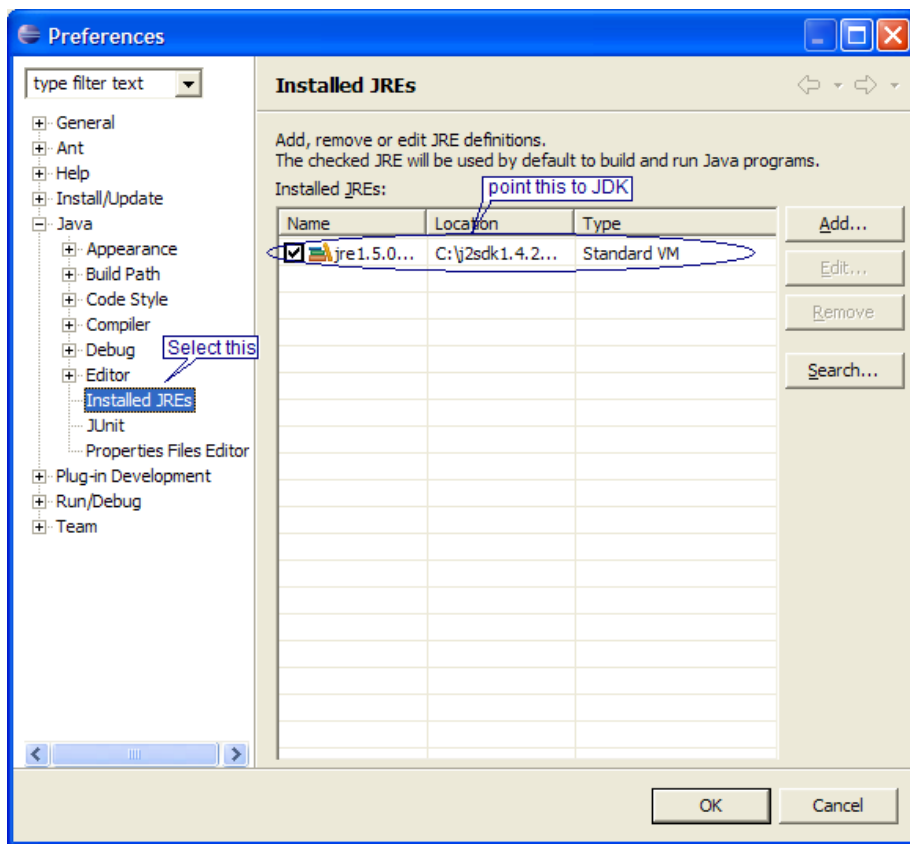 Preferences
type filter text
General
Ant
Help
Install/Update
Java
Appearance
Build Path
Code Style
Compiler
Debug
Select this
Editor
Installed JREs
JUnit
Properties Files Editor
Plug-in Development
Run/Debug
Team
Installed JREs
Add, remove or edit JRE definitions.
The checked JRE will be used by default to build and run Java programs.
Installed JREs:
point this to JDK
Name Location Type
jre1.5.0... C:\j2sdk1.4.2... Standard VM
Add...
Edit...
Remove
Search...
OK Cancel